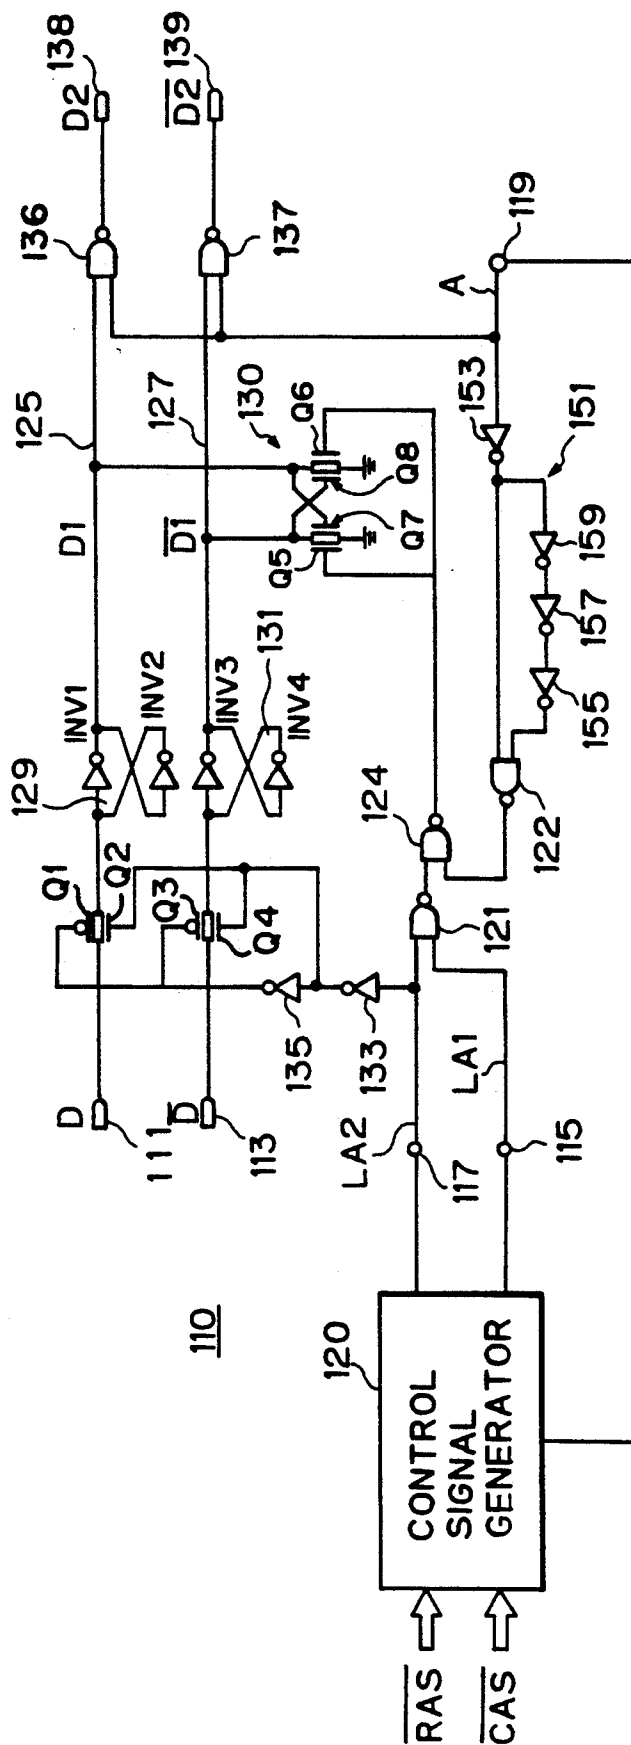 110
D
111
D
113
Q1
Q2
Q3
Q4
129
INV1
INV2
INV3
131
INV4
D1
125
D1
127
130
Q5
Q6
Q7
Q8
136
137
D2
138
D2
139
135
133
LA2
117
LA1
115
121
124
122
155
157
159
151
153
A
119
120
CONTROL
SIGNAL
GENERATOR
RAS
CAS